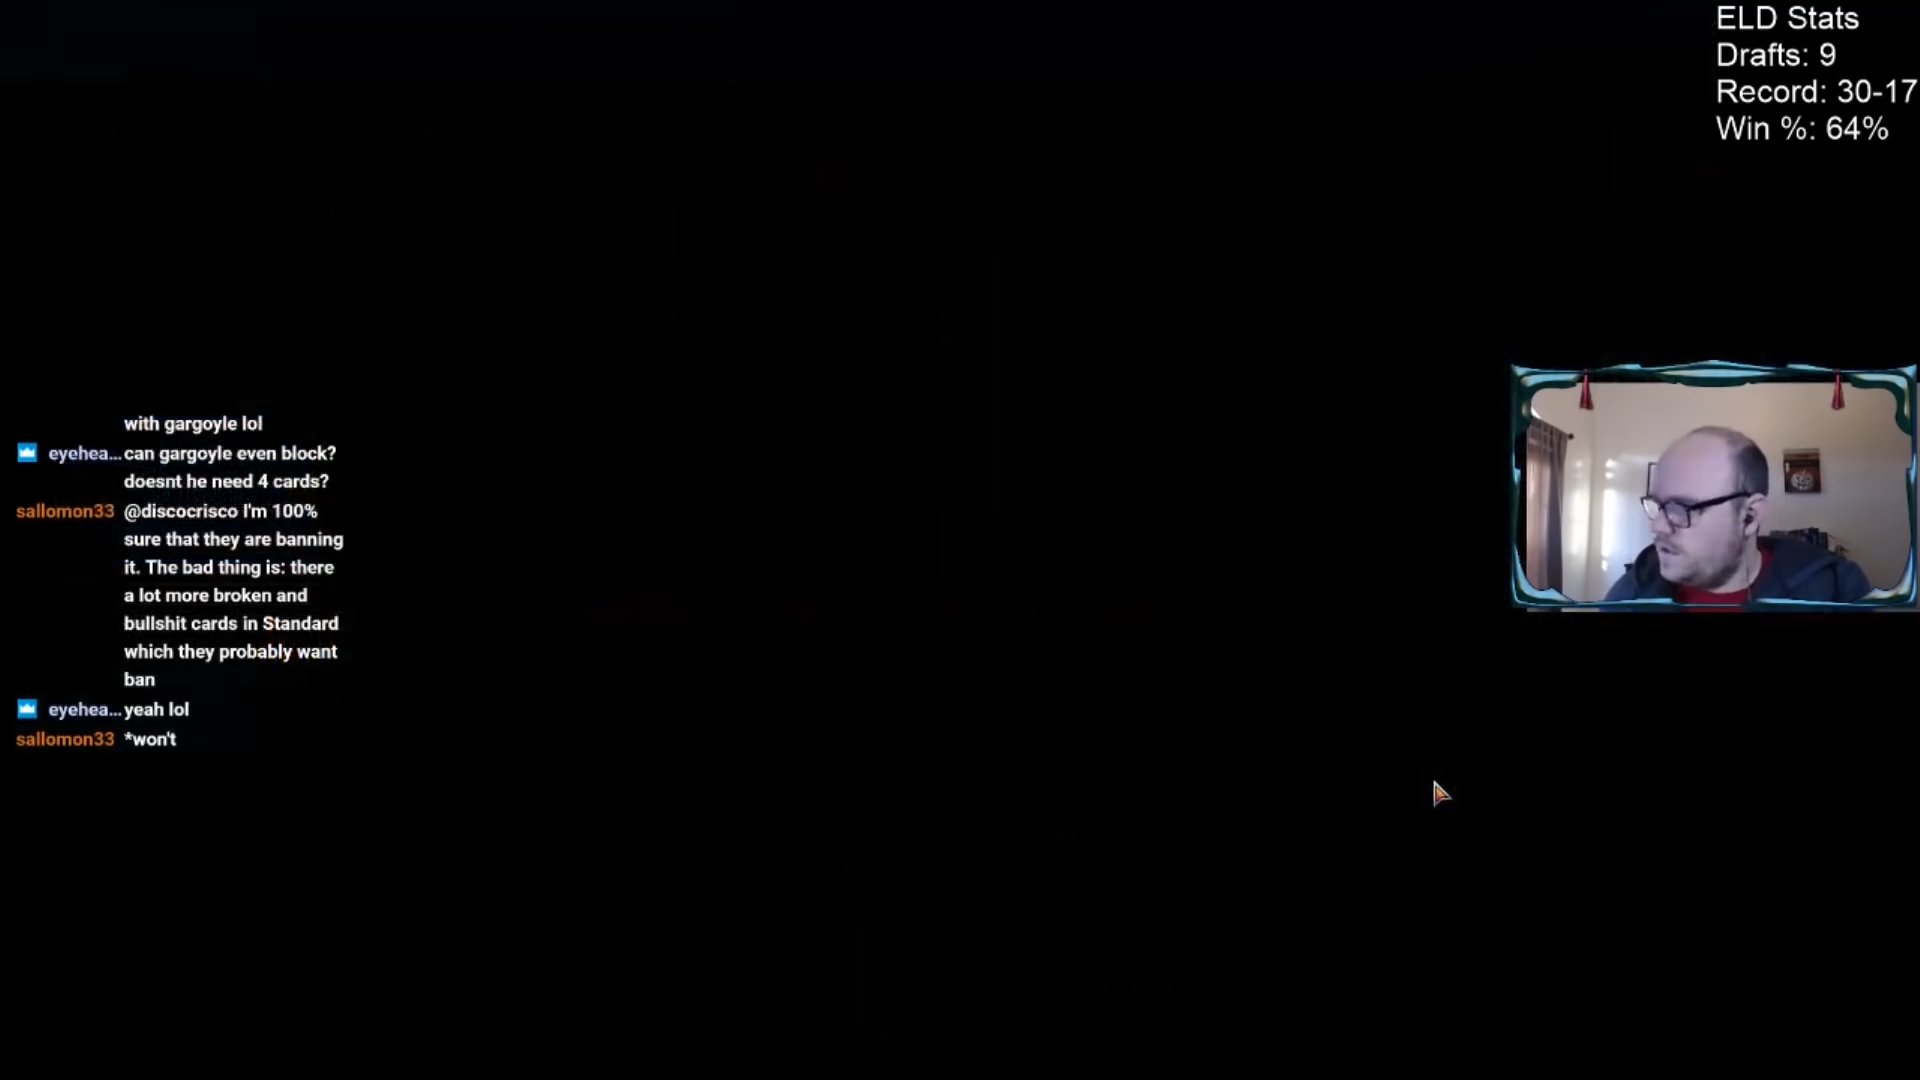 ELD Stats
Drafts: 9
Record: 30-17
Win %: 64%
with gargoyle lol
eyehea... can gargoyle even block?
doesnt he need 4 cards?
sallomon33 @discocrisco I'm 100%
sure that they are banning
it. The bad thing is: there
a lot more broken and
bullshit cards in Standard
which they probably want
ban
eyehea... yeah lol
sallomon33 *won't